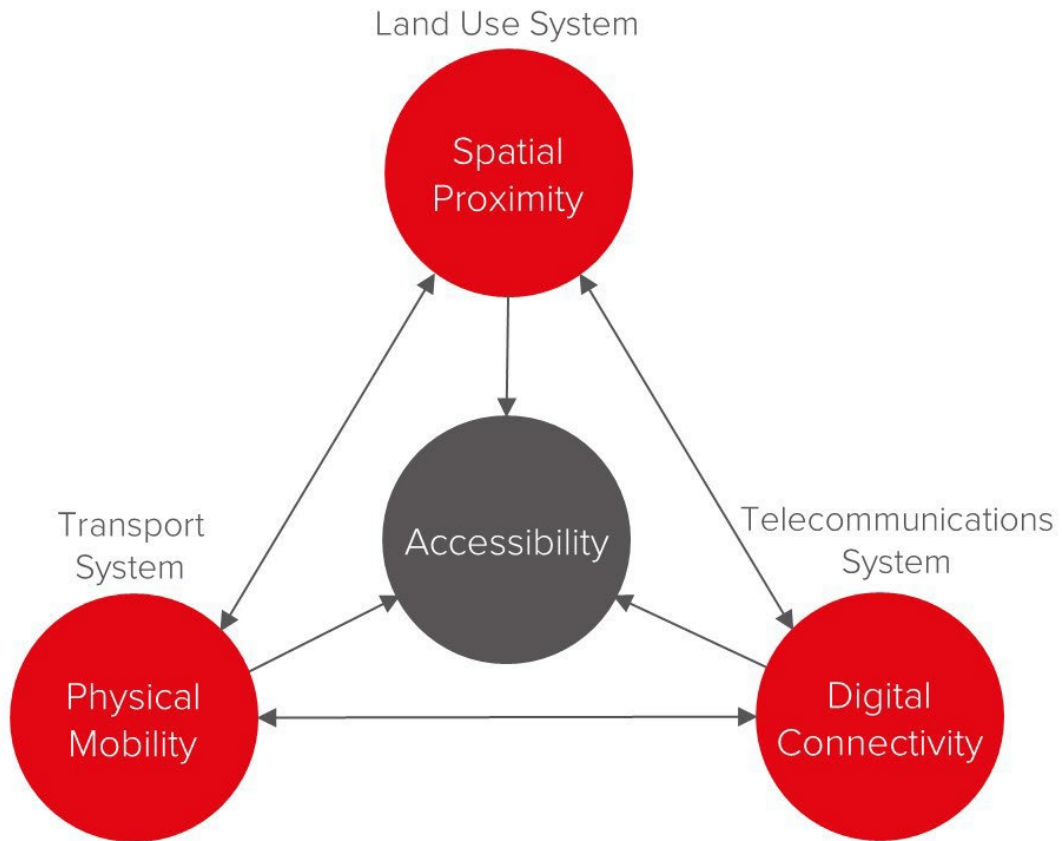 Land Use System
Spatial
Proximity
Accessibility
Transport
System
Telecommunications
System
Physical
Mobility
Digital
Connectivity